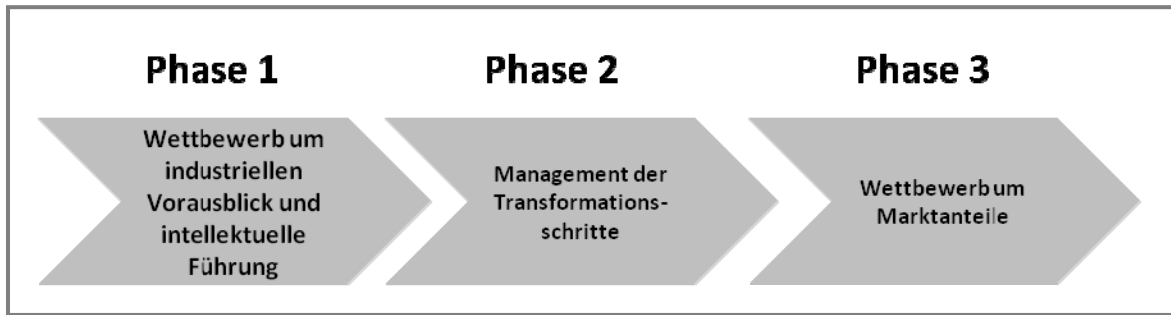 Phase 1
Phase 2
Phase 3
Wettbewerb um
industriellen
Vorausblick und
intellektuelle
Führung
Management der
Transformations-
schritte
Wettbewerb um
Marktanteile